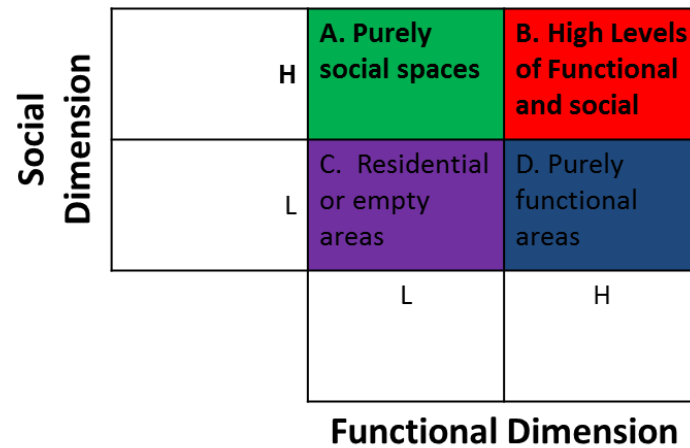 Social
Dimension
H
A. Purely
social spaces
B. High Levels
of Functional
and social
L
C. Residential
or empty
areas
D. Purely
functional
areas
L
H
Functional Dimension